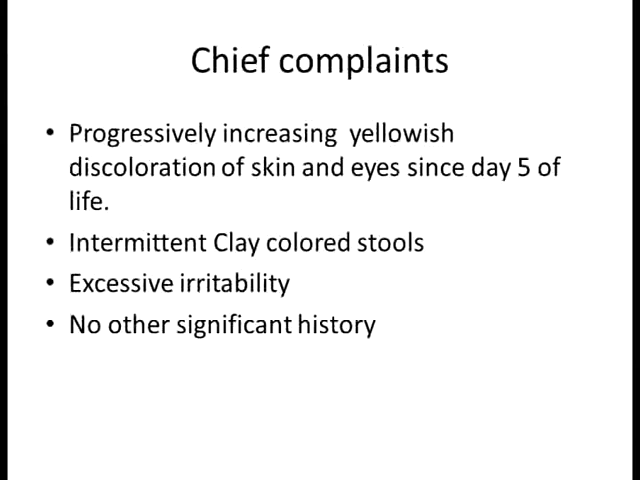 Chief complaints
• Progressively increasing  yellowish
discoloration of skin and eyes since day 5 of
life.
• Intermittent Clay colored stools
• Excessive irritability
• No other significant history